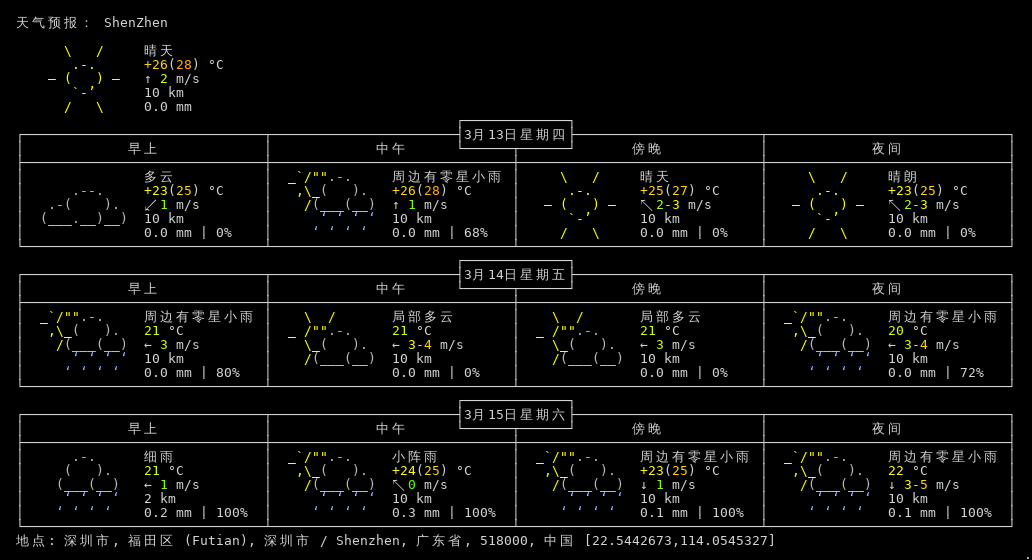 天气预报： ShenZhen
晴天
+26(28) °C
↑ 2 m/s
10 km
0.0 mm
3月13日星期四
早上 中午 傍晚 夜间
多云 周边有零星小雨 晴天 晴朗
+23(25) °C +26(28) °C +25(27) °C +23(25) °C
↙ 1 m/s ↑ 1 m/s ↖ 2-3 m/s ↖ 2-3 m/s
10 km 10 km 10 km 10 km
0.0 mm | 0% 0.0 mm | 68% 0.0 mm | 0% 0.0 mm | 0%
3月14日星期五
早上 中午 傍晚 夜间
周边有零星小雨 局部多云 局部多云 周边有零星小雨
21 °C 21 °C 21 °C 20 °C
← 3 m/s ← 3-4 m/s ← 3 m/s ← 3-4 m/s
10 km 10 km 10 km 10 km
0.0 mm | 80% 0.0 mm | 0% 0.0 mm | 0% 0.0 mm | 72%
3月15日星期六
早上 中午 傍晚 夜间
细雨 小阵雨 周边有零星小雨 周边有零星小雨
21 °C +24(25) °C +23(25) °C 22 °C
← 1 m/s ↖ 0 m/s ↓ 1 m/s ↓ 3-5 m/s
2 km 10 km 10 km 10 km
0.2 mm | 100% 0.3 mm | 100% 0.1 mm | 100% 0.1 mm | 100%
地点: 深圳市, 福田区 (Futian), 深圳市 / Shenzhen, 广东省, 518000, 中国 [22.5442673,114.0545327]